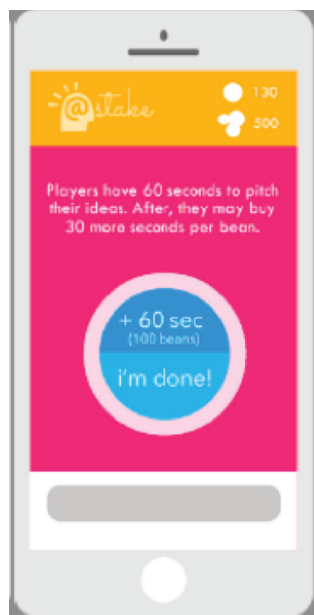 @stake
130
500
Players have 60 seconds to pitch
their ideas. After, they may buy
30 more seconds per bean.
+ 60 sec
(100 beans)
i'm done!